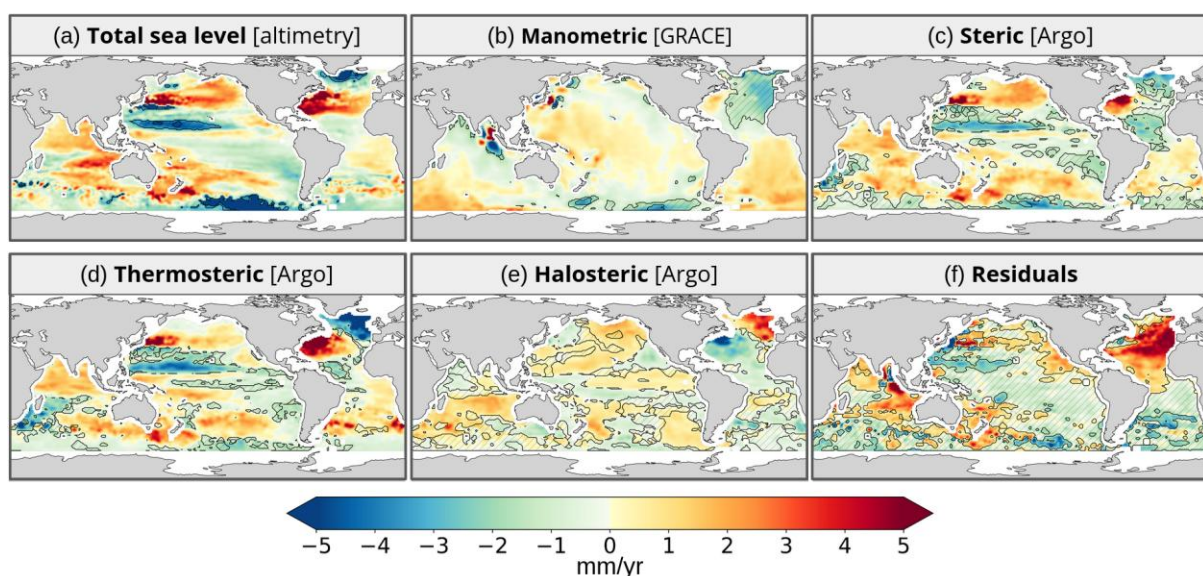 (a) Total sea level [altimetry]
(b) Manometric [GRACE]
(c) Steric [Argo]
(d) Thermosteric [Argo]
(e) Halosteric [Argo]
(f) Residuals
−5 −4 −3 −2 −1 0 1 2 3 4 5
mm/yr